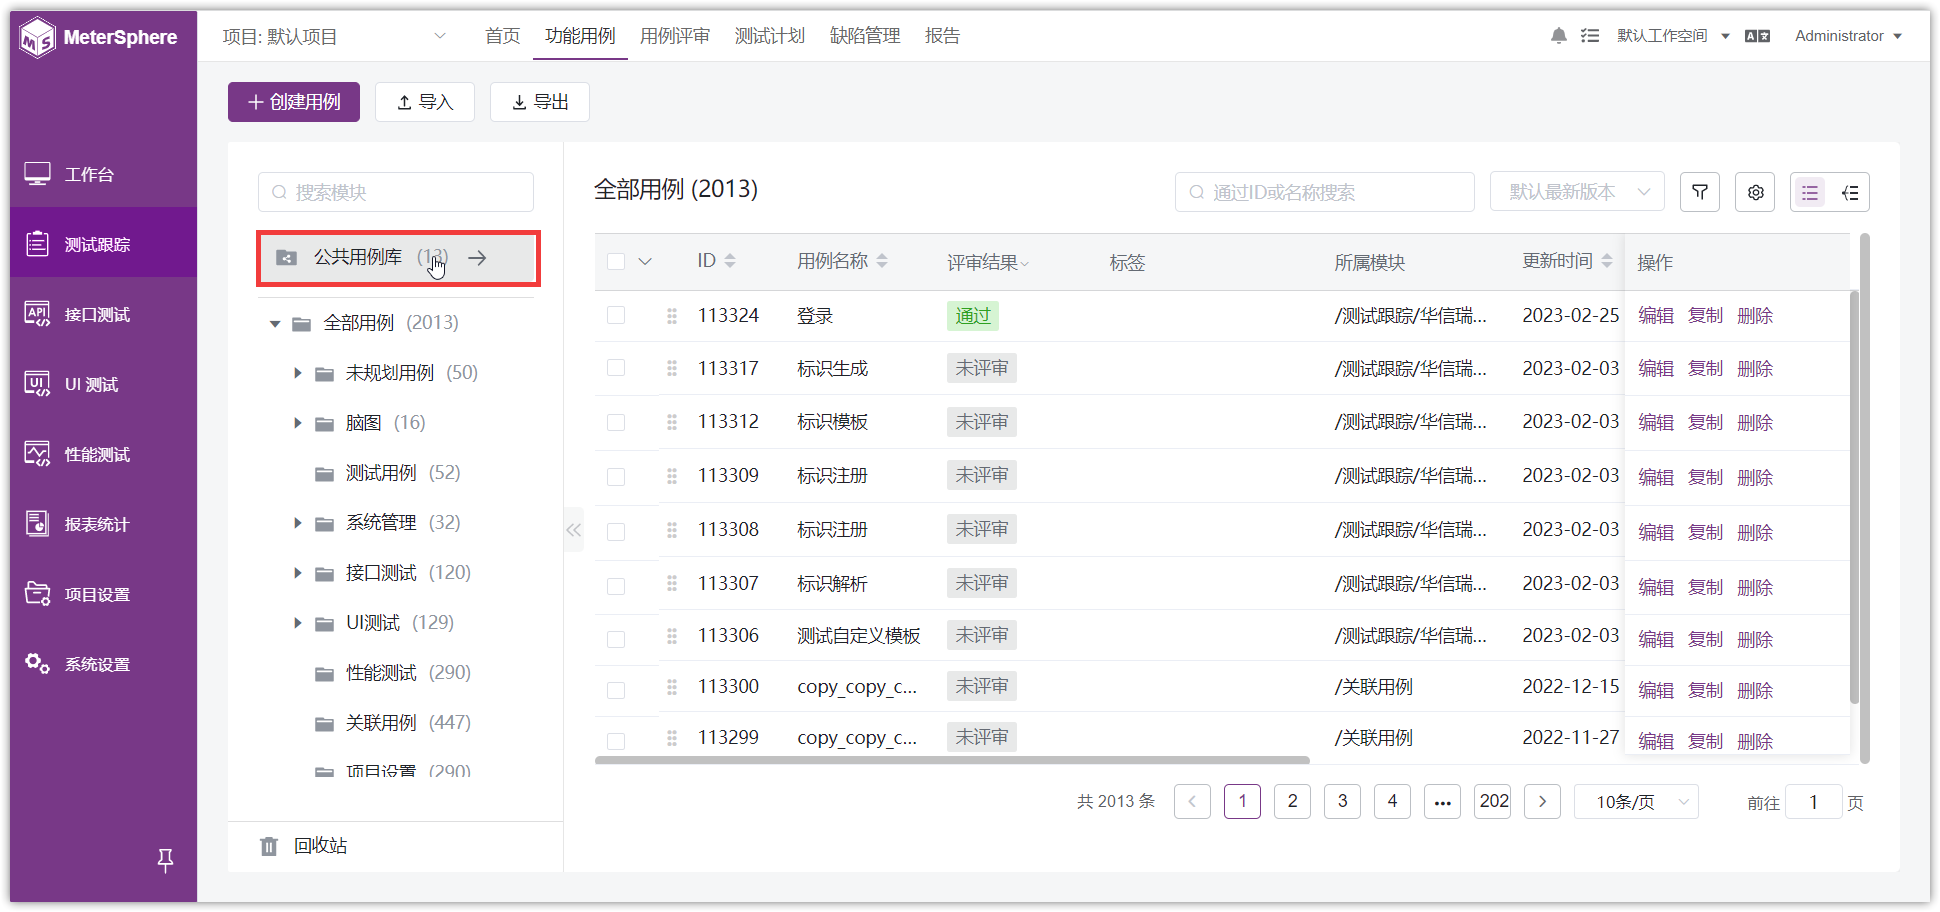 MeterSphere
项目: 默认项目
首页 功能用例 用例评审 测试计划 缺陷管理 报告
默认工作空间
Administrator
工作台
测试跟踪
接口测试
UI 测试
性能测试
报表统计
项目设置
系统设置
创建用例 导入 导出
搜索模块
公共用例库 (13)
全部用例 (2013)
未规划用例 (50)
脑图 (16)
测试用例 (52)
系统管理 (32)
接口测试 (120)
UI测试 (129)
性能测试 (290)
关联用例 (447)
项目设置 (290)
回收站
全部用例 (2013)
通过ID或名称搜索
默认最新版本
ID 用例名称 评审结果 标签 所属模块 更新时间 操作
113324 登录 通过 /测试跟踪/华信瑞... 2023-02-25 编辑 复制 删除
113317 标识生成 未评审 /测试跟踪/华信瑞... 2023-02-03 编辑 复制 删除
113312 标识模板 未评审 /测试跟踪/华信瑞... 2023-02-03 编辑 复制 删除
113309 标识注册 未评审 /测试跟踪/华信瑞... 2023-02-03 编辑 复制 删除
113308 标识注册 未评审 /测试跟踪/华信瑞... 2023-02-03 编辑 复制 删除
113307 标识解析 未评审 /测试跟踪/华信瑞... 2023-02-03 编辑 复制 删除
113306 测试自定义模板 未评审 /测试跟踪/华信瑞... 2023-02-03 编辑 复制 删除
113300 copy_copy_c... 未评审 /关联用例 2022-12-15 编辑 复制 删除
113299 copy_copy_c... 未评审 /关联用例 2022-11-27 编辑 复制 删除
共 2013 条 1 2 3 4 ... 202 10条/页 前往 1 页